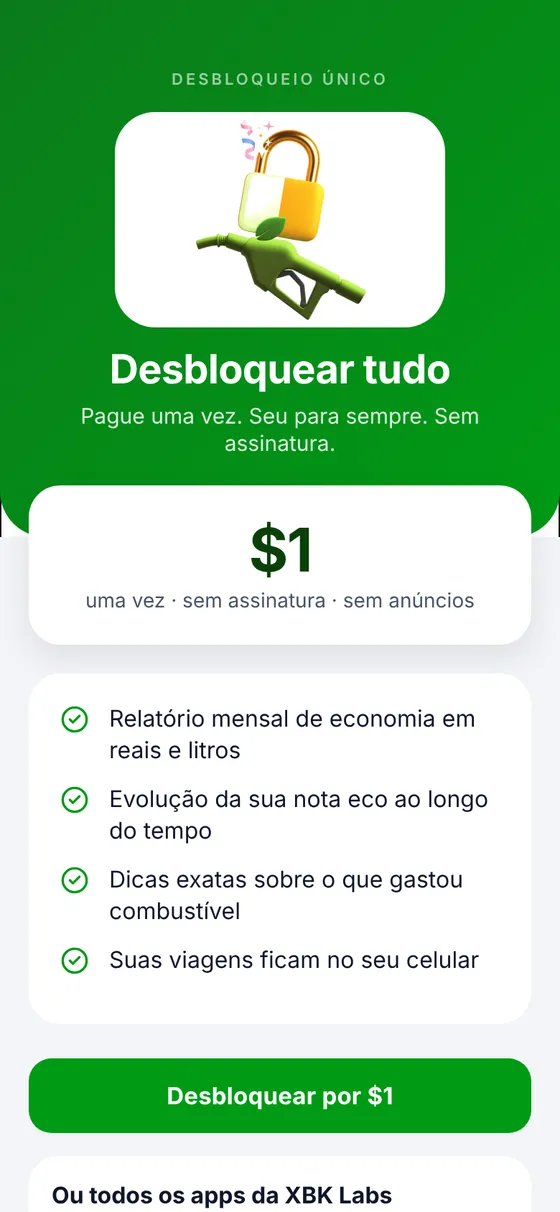 DESBLOQUEIO ÚNICO
Desbloquear tudo
Pague uma vez. Seu para sempre. Sem
assinatura.
$1
uma vez · sem assinatura · sem anúncios
Relatório mensal de economia em
reais e litros
Evolução da sua nota eco ao longo
do tempo
Dicas exatas sobre o que gastou
combustível
Suas viagens ficam no seu celular
Desbloquear por $1
Ou todos os apps da XBK Labs